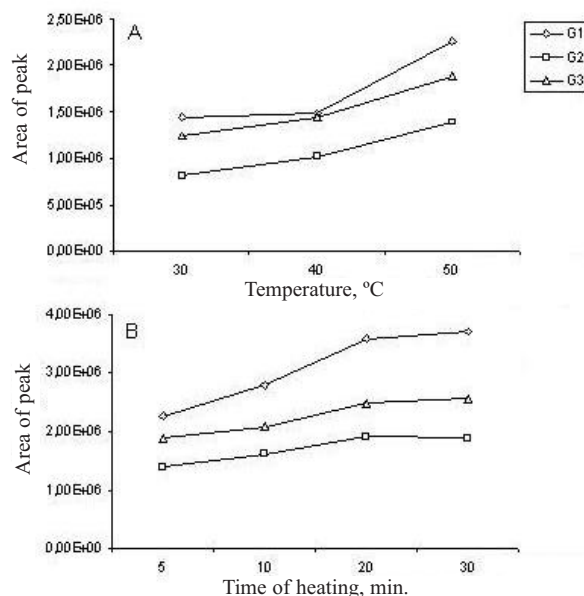 A
Area of peak
2,50E+06
2,00E+06
1,50E+06
1,00E+06
5,00E+05
0,00E+00
30 40 50
Temperature, ºC
G1
G2
G3
B
Area of peak
4,00E+06
3,00E+06
2,00E+06
1,00E+06
0,00E+00
5 10 20 30
Time of heating, min.